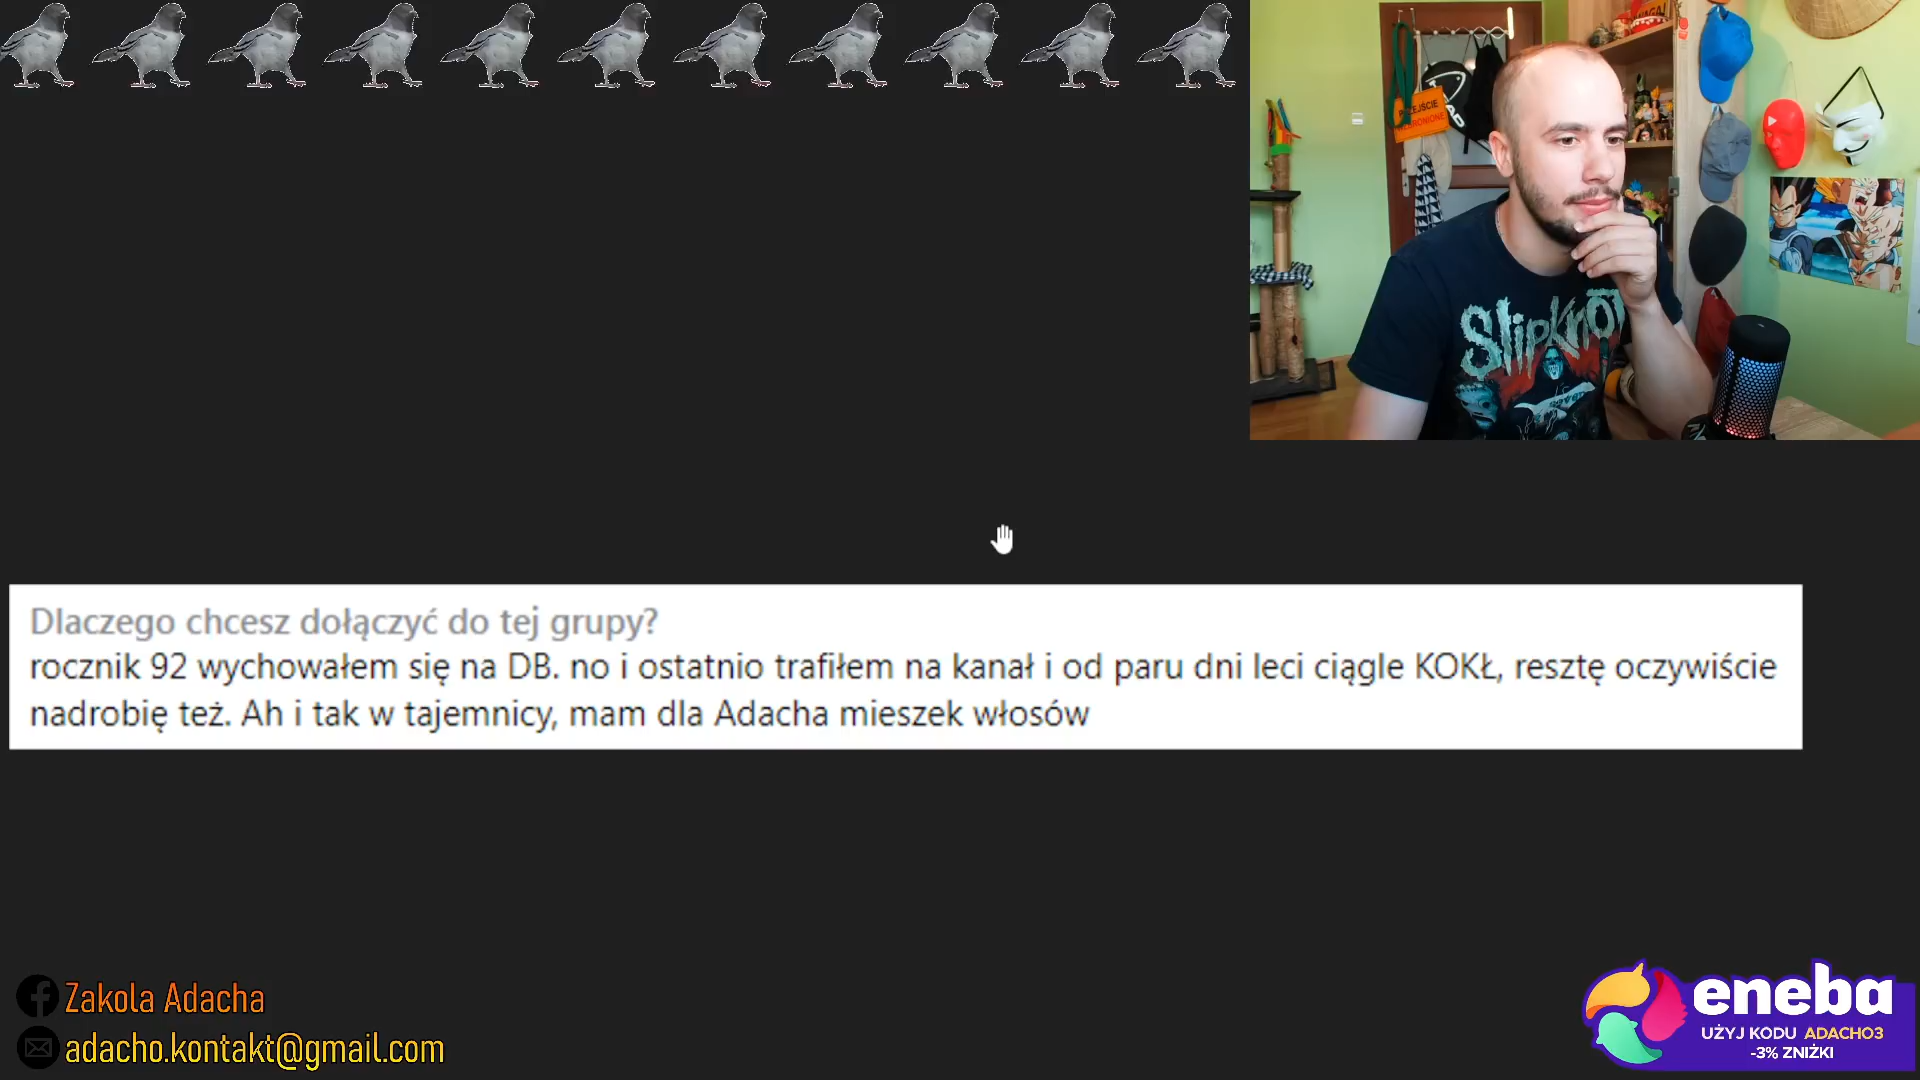 PRZEJŚCIE
WZBRONIONE
SlipknoT
Dlaczego chcesz dołączyć do tej grupy?
rocznik 92 wychowałem się na DB. no i ostatnio trafiłem na kanał i od paru dni leci ciągle KOKŁ, resztę oczywiście
nadrobię też. Ah i tak w tajemnicy, mam dla Adacha mieszek włosów
Zakola Adacha
adacho.kontakt@gmail.com
eneba
UŻYJ KODU ADACHO3
-3% ZNIŻKI